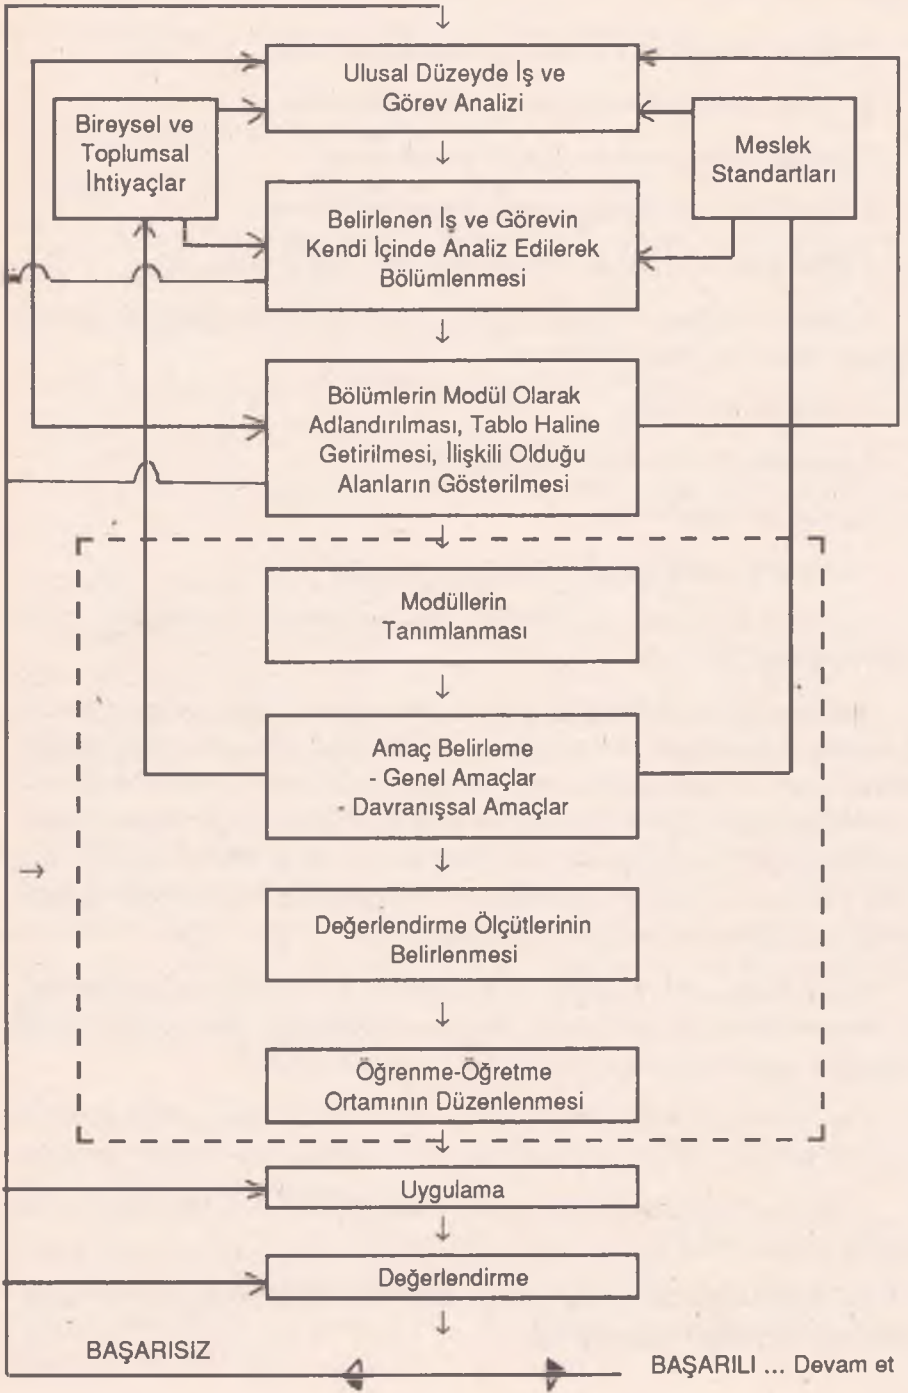 Ulusal Düzeyde İş ve
Görev Analizi
Bireysel ve
Toplumsal
İhtiyaçlar
Meslek
Standartları
Belirlenen İş ve Görevin
Kendi İçinde Analiz Edilerek
Bölümlenmesi
Bölümlerin Modül Olarak
Adlandırılması, Tablo Haline
Getirilmesi, İlişkili Olduğu
Alanların Gösterilmesi
Modüllerin
Tanımlanması
Amaç Belirleme
- Genel Amaçlar
- Davranışsal Amaçlar
Değerlendirme Ölçütlerinin
Belirlenmesi
Öğrenme-Öğretme
Ortamının Düzenlenmesi
Uygulama
Değerlendirme
BAŞARISIZ
BAŞARILI ... Devam et